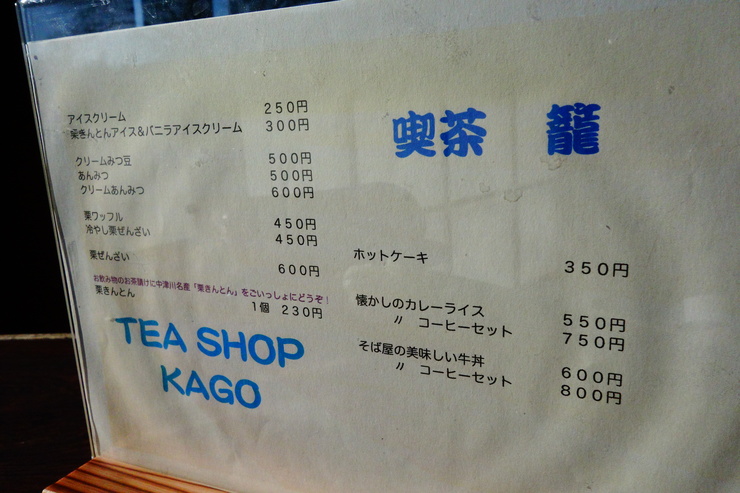 アイスクリーム 250円
栗きんとんアイス&バニラアイスクリーム 300円
クリームみつ豆 500円
あんみつ 500円
クリームあんみつ 600円
栗ワッフル 450円
冷やし栗ぜんざい 450円
栗ぜんざい 600円
お飲み物のお茶請けに中津川名産「栗きんとん」をごいっしょにどうぞ!
栗きんとん 1個 230円
TEA SHOP
KAGO
喫茶 籠
ホットケーキ 350円
懐かしのカレーライス 550円
〃 コーヒーセット 750円
そば屋の美味しい牛丼 600円
〃 コーヒーセット 800円